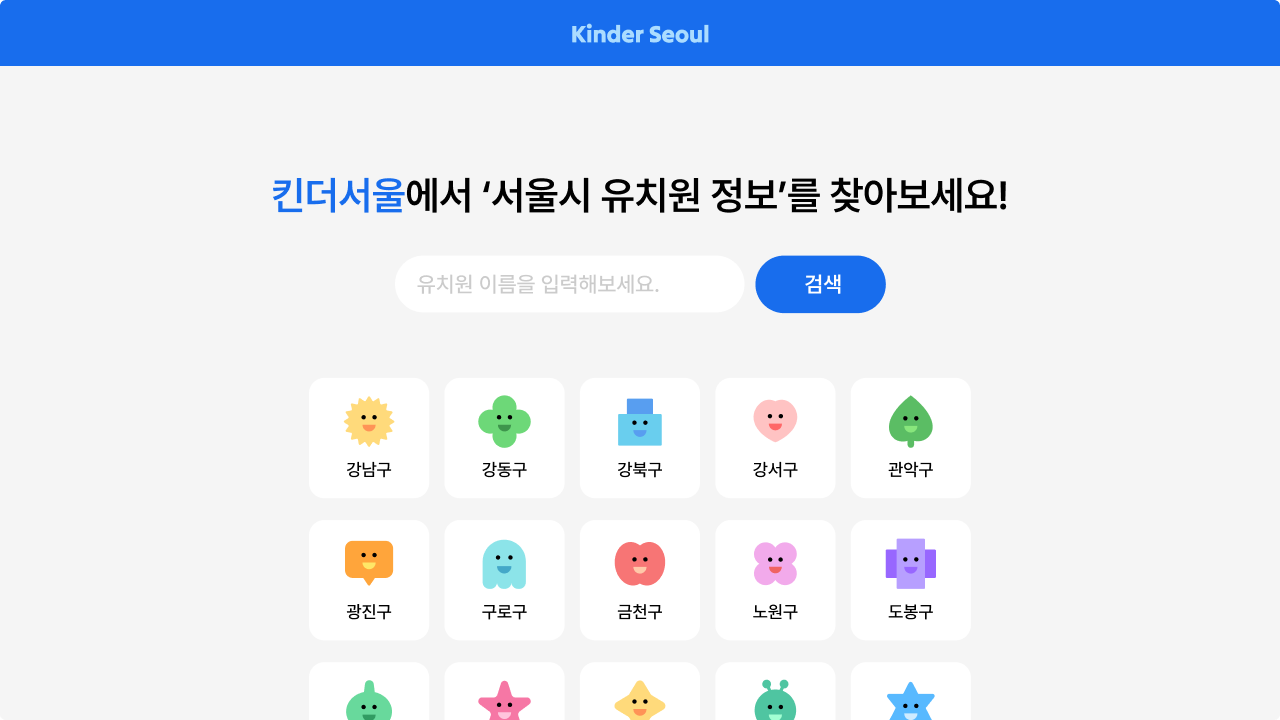 Kinder Seoul
킨더서울에서 ‘서울시 유치원 정보’를 찾아보세요!
유치원 이름을 입력해보세요. 검색
강남구 강동구 강북구 강서구 관악구
광진구 구로구 금천구 노원구 도봉구